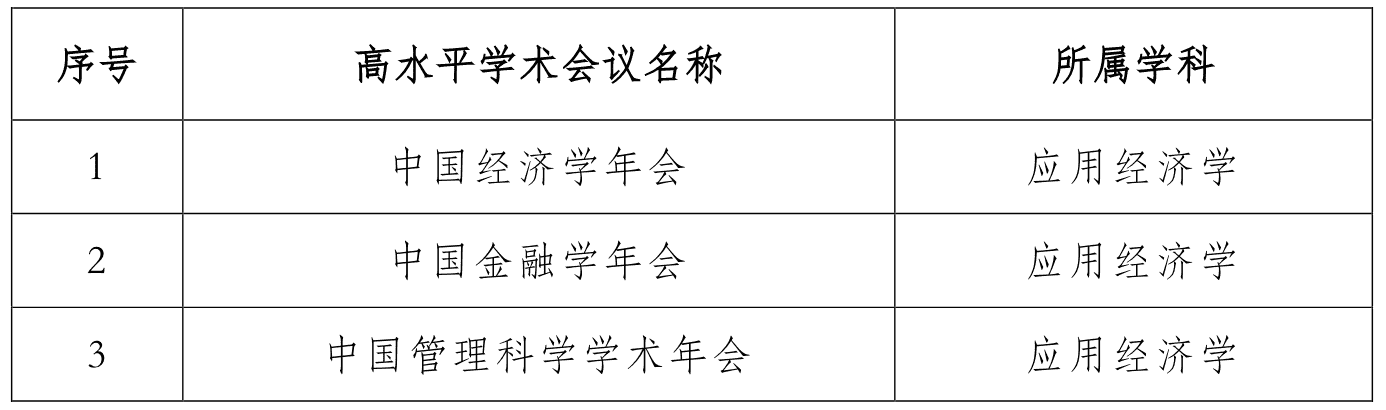 序号 高水平学术会议名称 所属学科
1 中国经济学年会 应用经济学
2 中国金融学年会 应用经济学
3 中国管理科学学术年会 应用经济学